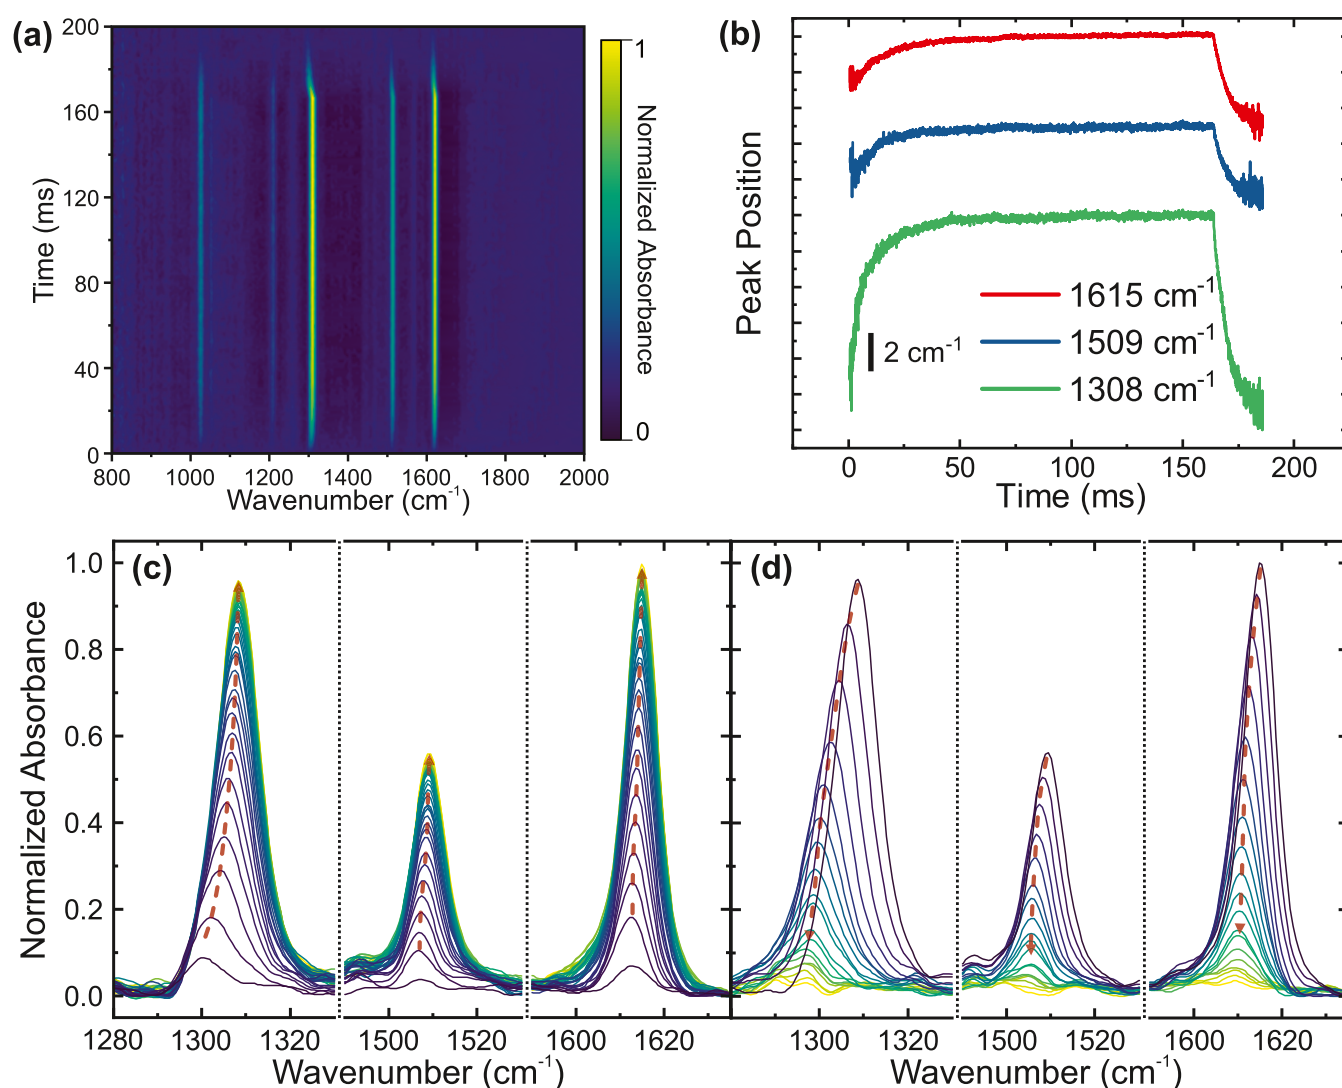 (a)
200
160
120
80
40
0
Time (ms)
800 1000 1200 1400 1600 1800 2000
Wavenumber (cm⁻¹)
1
0
Normalized Absorbance
(b)
Peak Position
2 cm⁻¹
1615 cm⁻¹
1509 cm⁻¹
1308 cm⁻¹
0 50 100 150 200
Time (ms)
(c)
1.0
0.8
0.6
0.4
0.2
0.0
Normalized Absorbance
1280 1300 1320 1500 1520 1600 1620
Wavenumber (cm⁻¹)
(d)
1300 1320 1500 1520 1600 1620
Wavenumber (cm⁻¹)